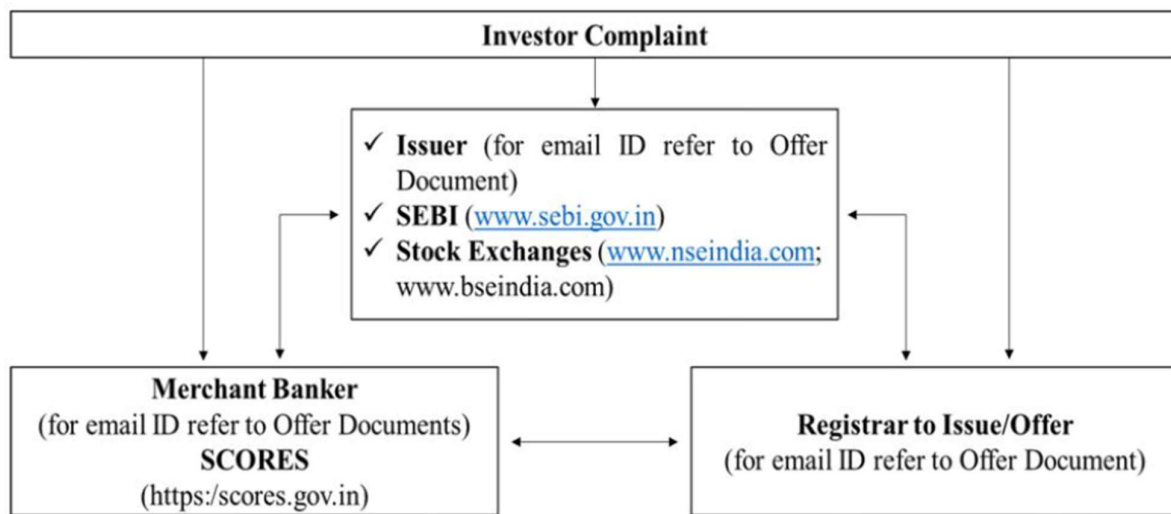 Investor Complaint
✓ Issuer (for email ID refer to Offer
Document)
✓ SEBI (www.sebi.gov.in)
✓ Stock Exchanges (www.nseindia.com;
www.bseindia.com)
Merchant Banker
(for email ID refer to Offer Documents)
SCORES
(https:/scores.gov.in)
Registrar to Issue/Offer
(for email ID refer to Offer Document)